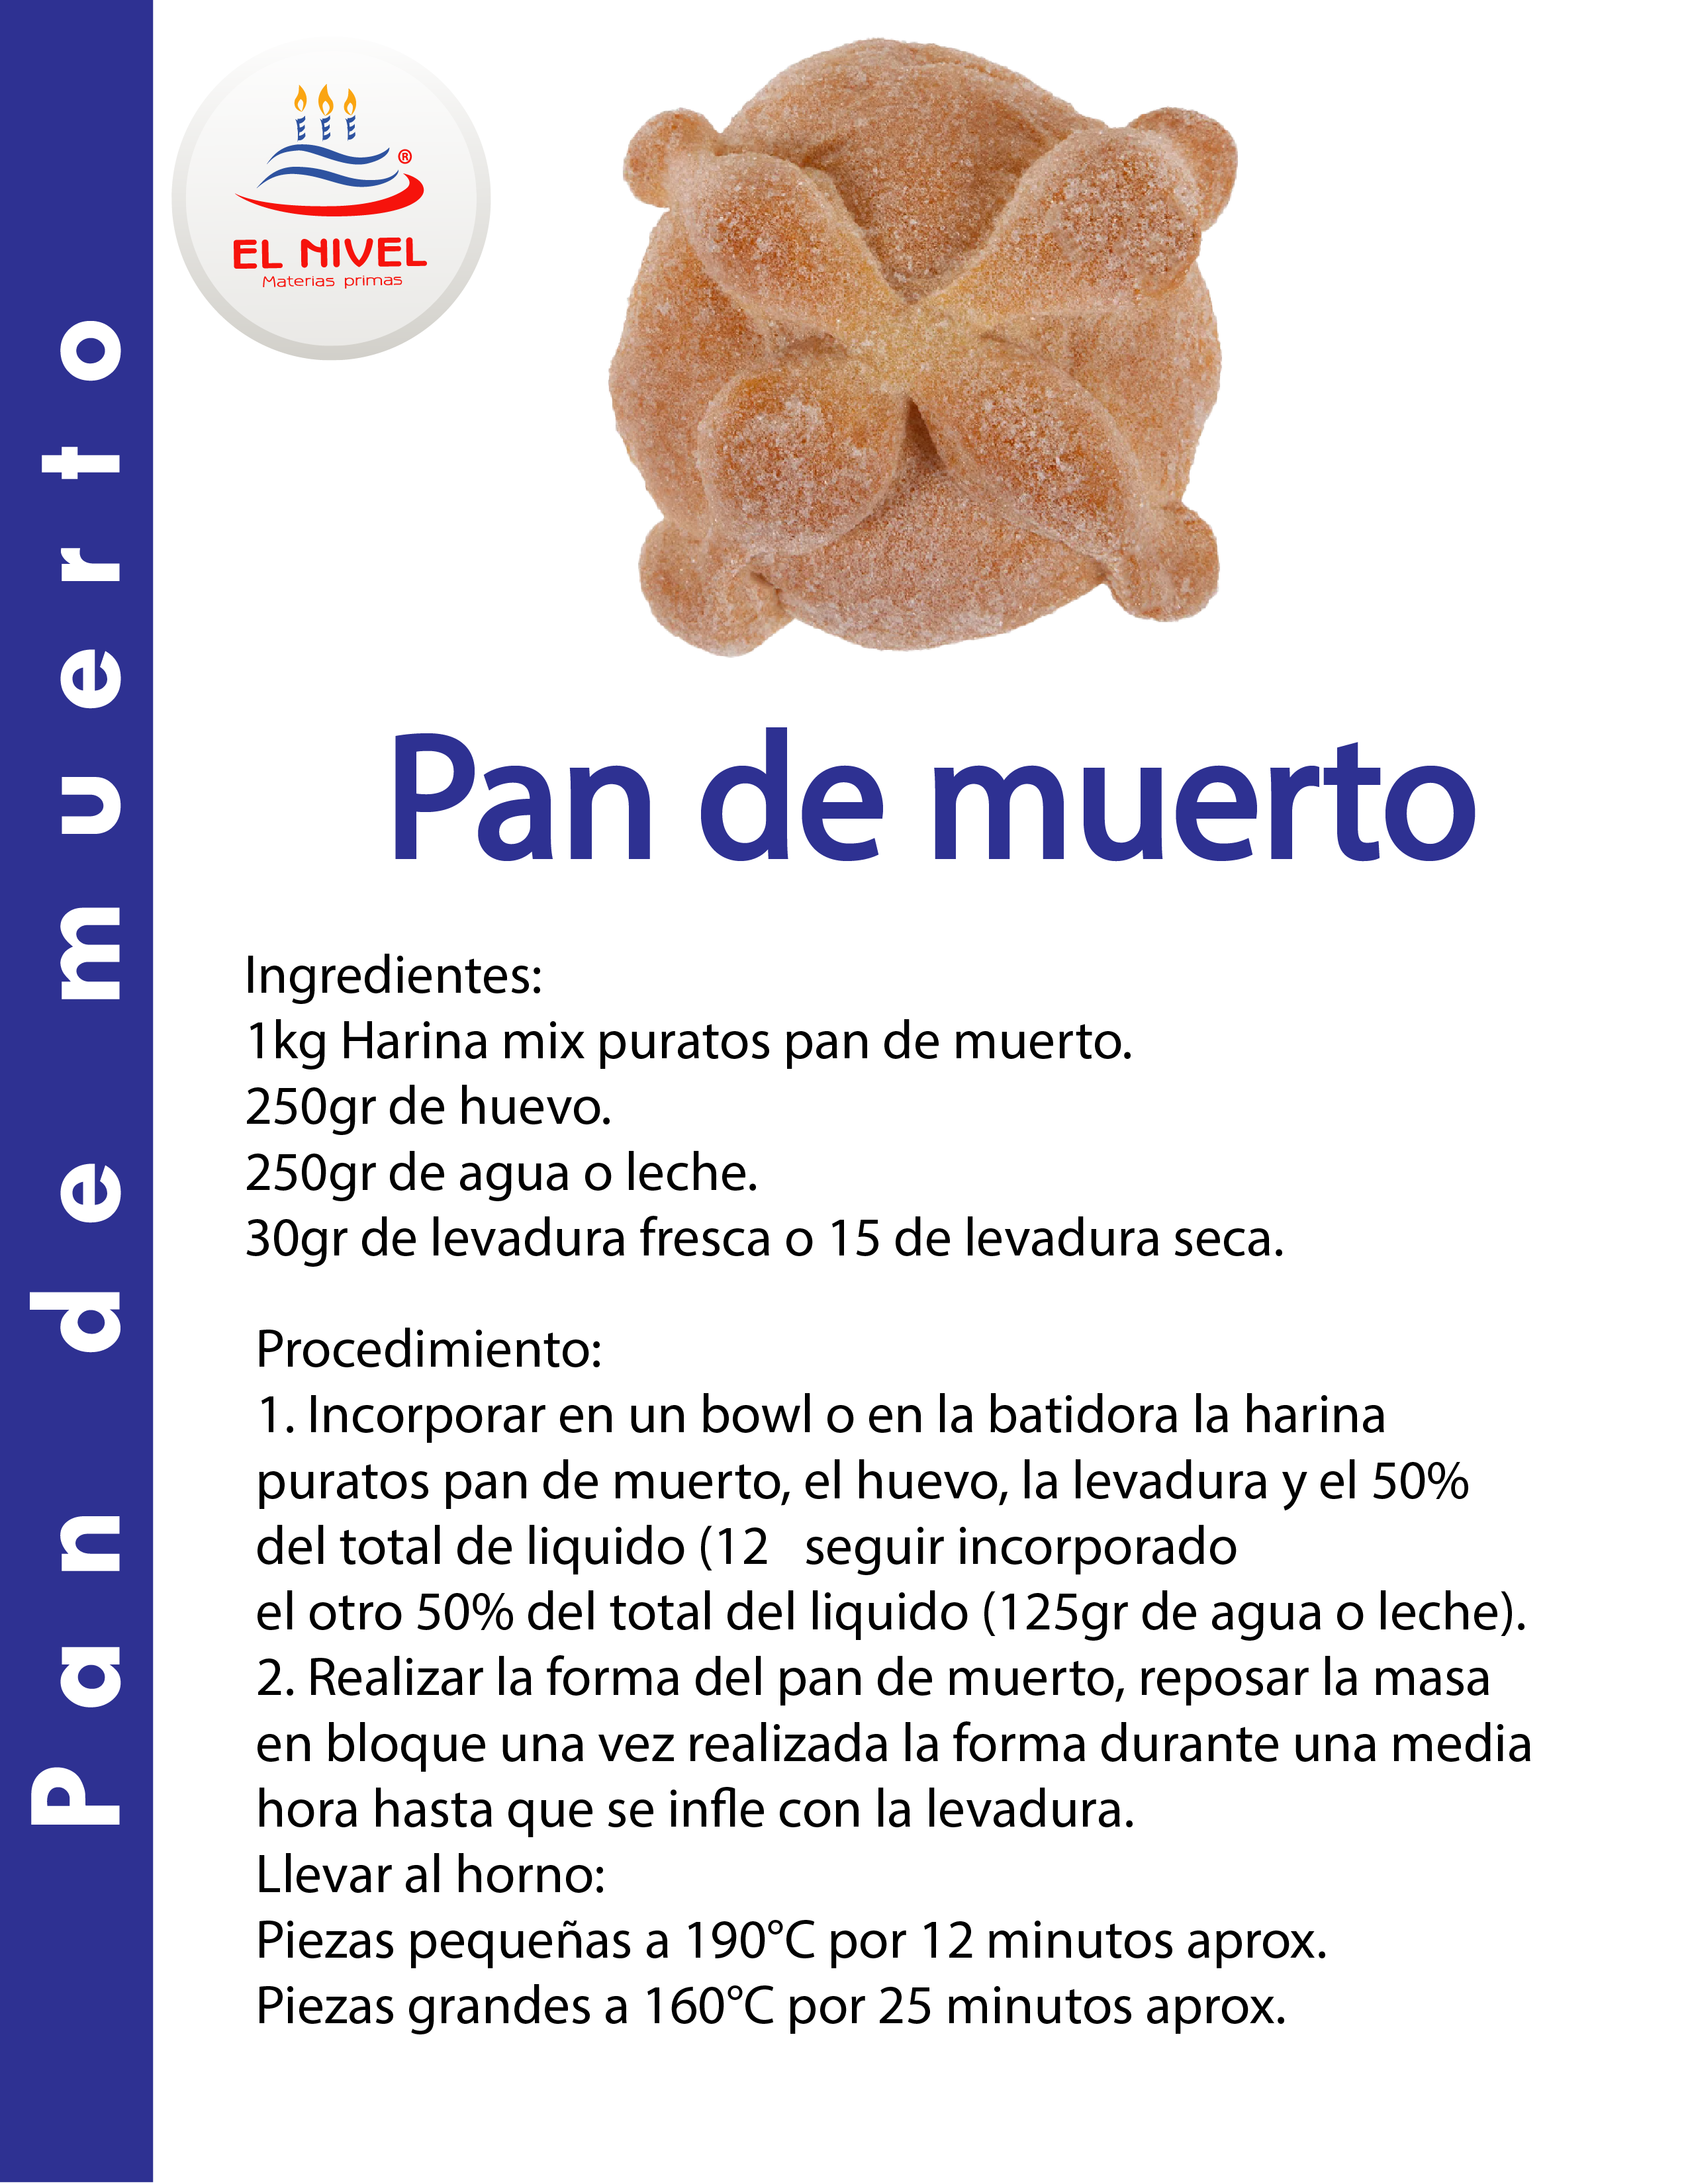 Pan de muerto
®
EL NIVEL
Materias primas
Pan de muerto
Ingredientes:
1kg Harina mix puratos pan de muerto.
250gr de huevo.
250gr de agua o leche.
30gr de levadura fresca o 15 de levadura seca.
Procedimiento:
1. Incorporar en un bowl o en la batidora la harina
puratos pan de muerto, el huevo, la levadura y el 50%
del total de liquido (12 seguir incorporado
el otro 50% del total del liquido (125gr de agua o leche).
2. Realizar la forma del pan de muerto, reposar la masa
en bloque una vez realizada la forma durante una media
hora hasta que se infle con la levadura.
Llevar al horno:
Piezas pequeñas a 190°C por 12 minutos aprox.
Piezas grandes a 160°C por 25 minutos aprox.